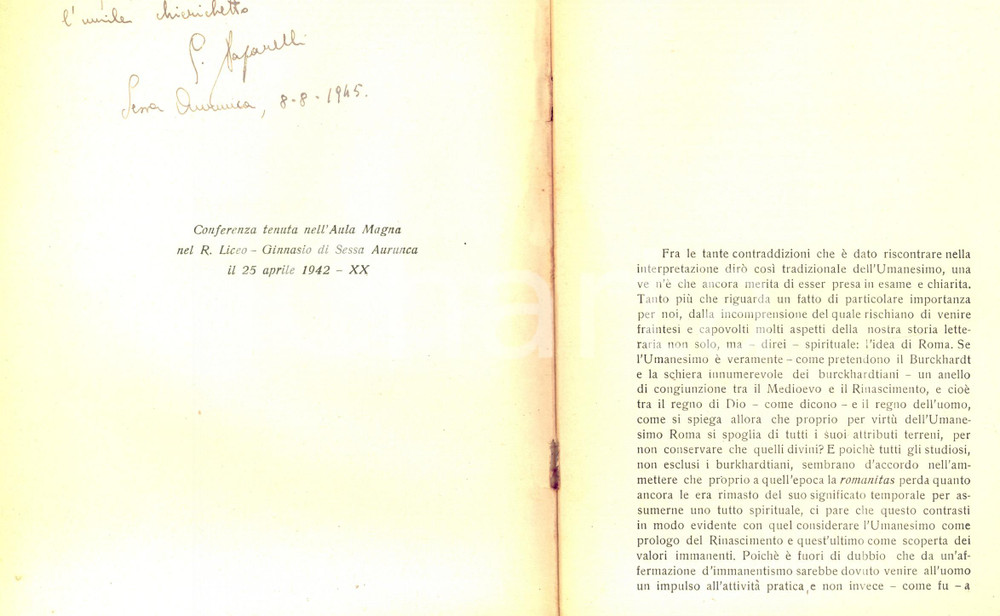 l'umile chierichetto
G. Paparelli
Sessa Aurunca, 8-8-1945.
Conferenza tenuta nell'Aula Magna
nel R. Liceo - Ginnasio di Sessa Aurunca
il 25 aprile 1942 - XX
Fra le tante contraddizioni che è dato riscontrare nella
interpretazione dirò così tradizionale dell'Umanesimo, una
ve n'è che ancora merita di esser presa in esame e chiarita.
Tanto più che riguarda un fatto di particolare importanza
per noi, dalla incomprensione del quale rischiano di venire
fraintesi e capovolti molti aspetti della nostra storia lette-
raria non solo, ma - direi - spirituale: l'idea di Roma. Se
l'Umanesimo è veramente - come pretendono il Burckhardt
e la schiera innumerevole dei burckhardtiani - un anello
di congiunzione tra il Medioevo e il Rinascimento, e cioè
tra il regno di Dio - come dicono - e il regno dell'uomo,
come si spiega allora che proprio per virtù dell'Umane-
simo Roma si spoglia di tutti i suoi attributi terreni, per
non conservare che quelli divini? E poichè tutti gli studiosi,
non esclusi i burkhardtiani, sembrano d'accordo nell'am-
mettere che proprio a quell'epoca la romanitas perda quanto
ancora le era rimasto del suo significato temporale per as-
sumerne uno tutto spirituale, ci pare che questo contrasti
in modo evidente con quel considerare l'Umanesimo come
prologo del Rinascimento e quest'ultimo come scoperta dei
valori immanenti. Poichè è fuori di dubbio che da un'af-
fermazione d'immanentismo sarebbe dovuto venire all'uomo
un impulso all'attività pratica, e non invece - come fu - a